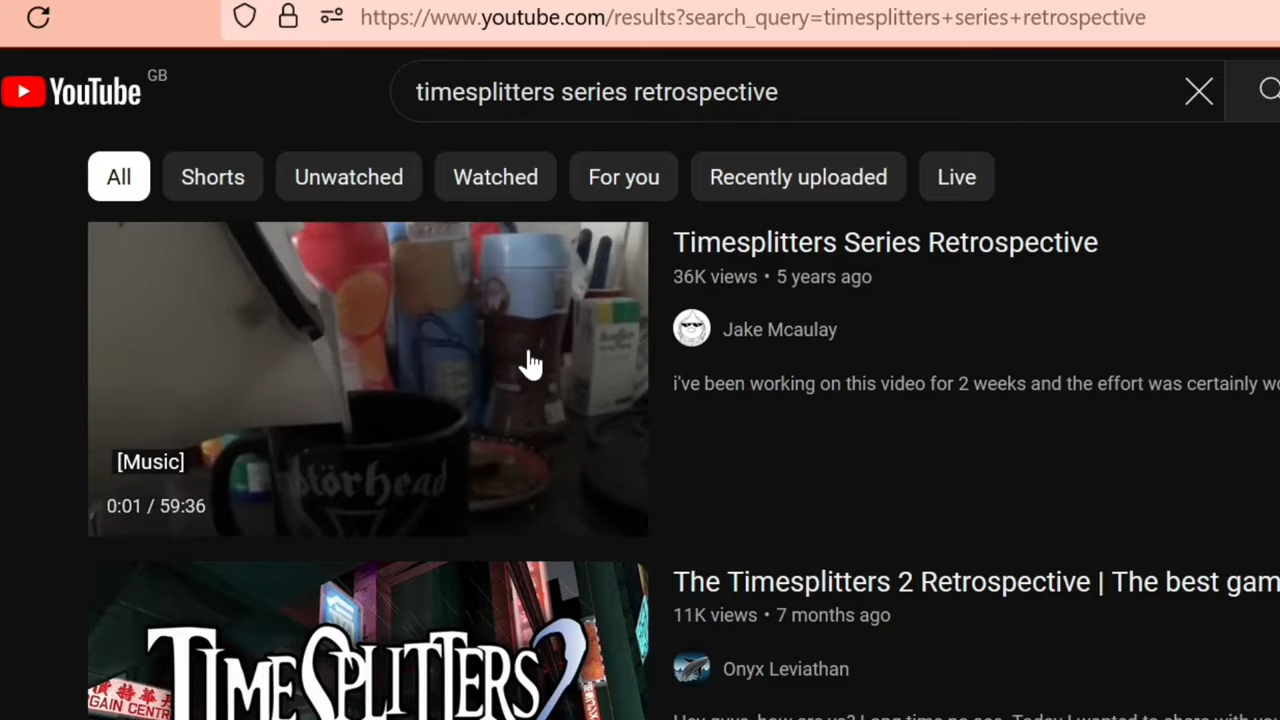 https://www.youtube.com/results?search_query=timesplitters+series+retrospective
YouTube GB
timesplitters series retrospective
All
Shorts
Unwatched
Watched
For you
Recently uploaded
Live
Timesplitters Series Retrospective
36K views • 5 years ago
Jake Mcaulay
i've been working on this video for 2 weeks and the effort was certainly
motörhead
[Music]
0:01 / 59:36
The Timesplitters 2 Retrospective | The best
11K views • 7 months ago
Onyx Leviathan
TIMESPLITTERS 2